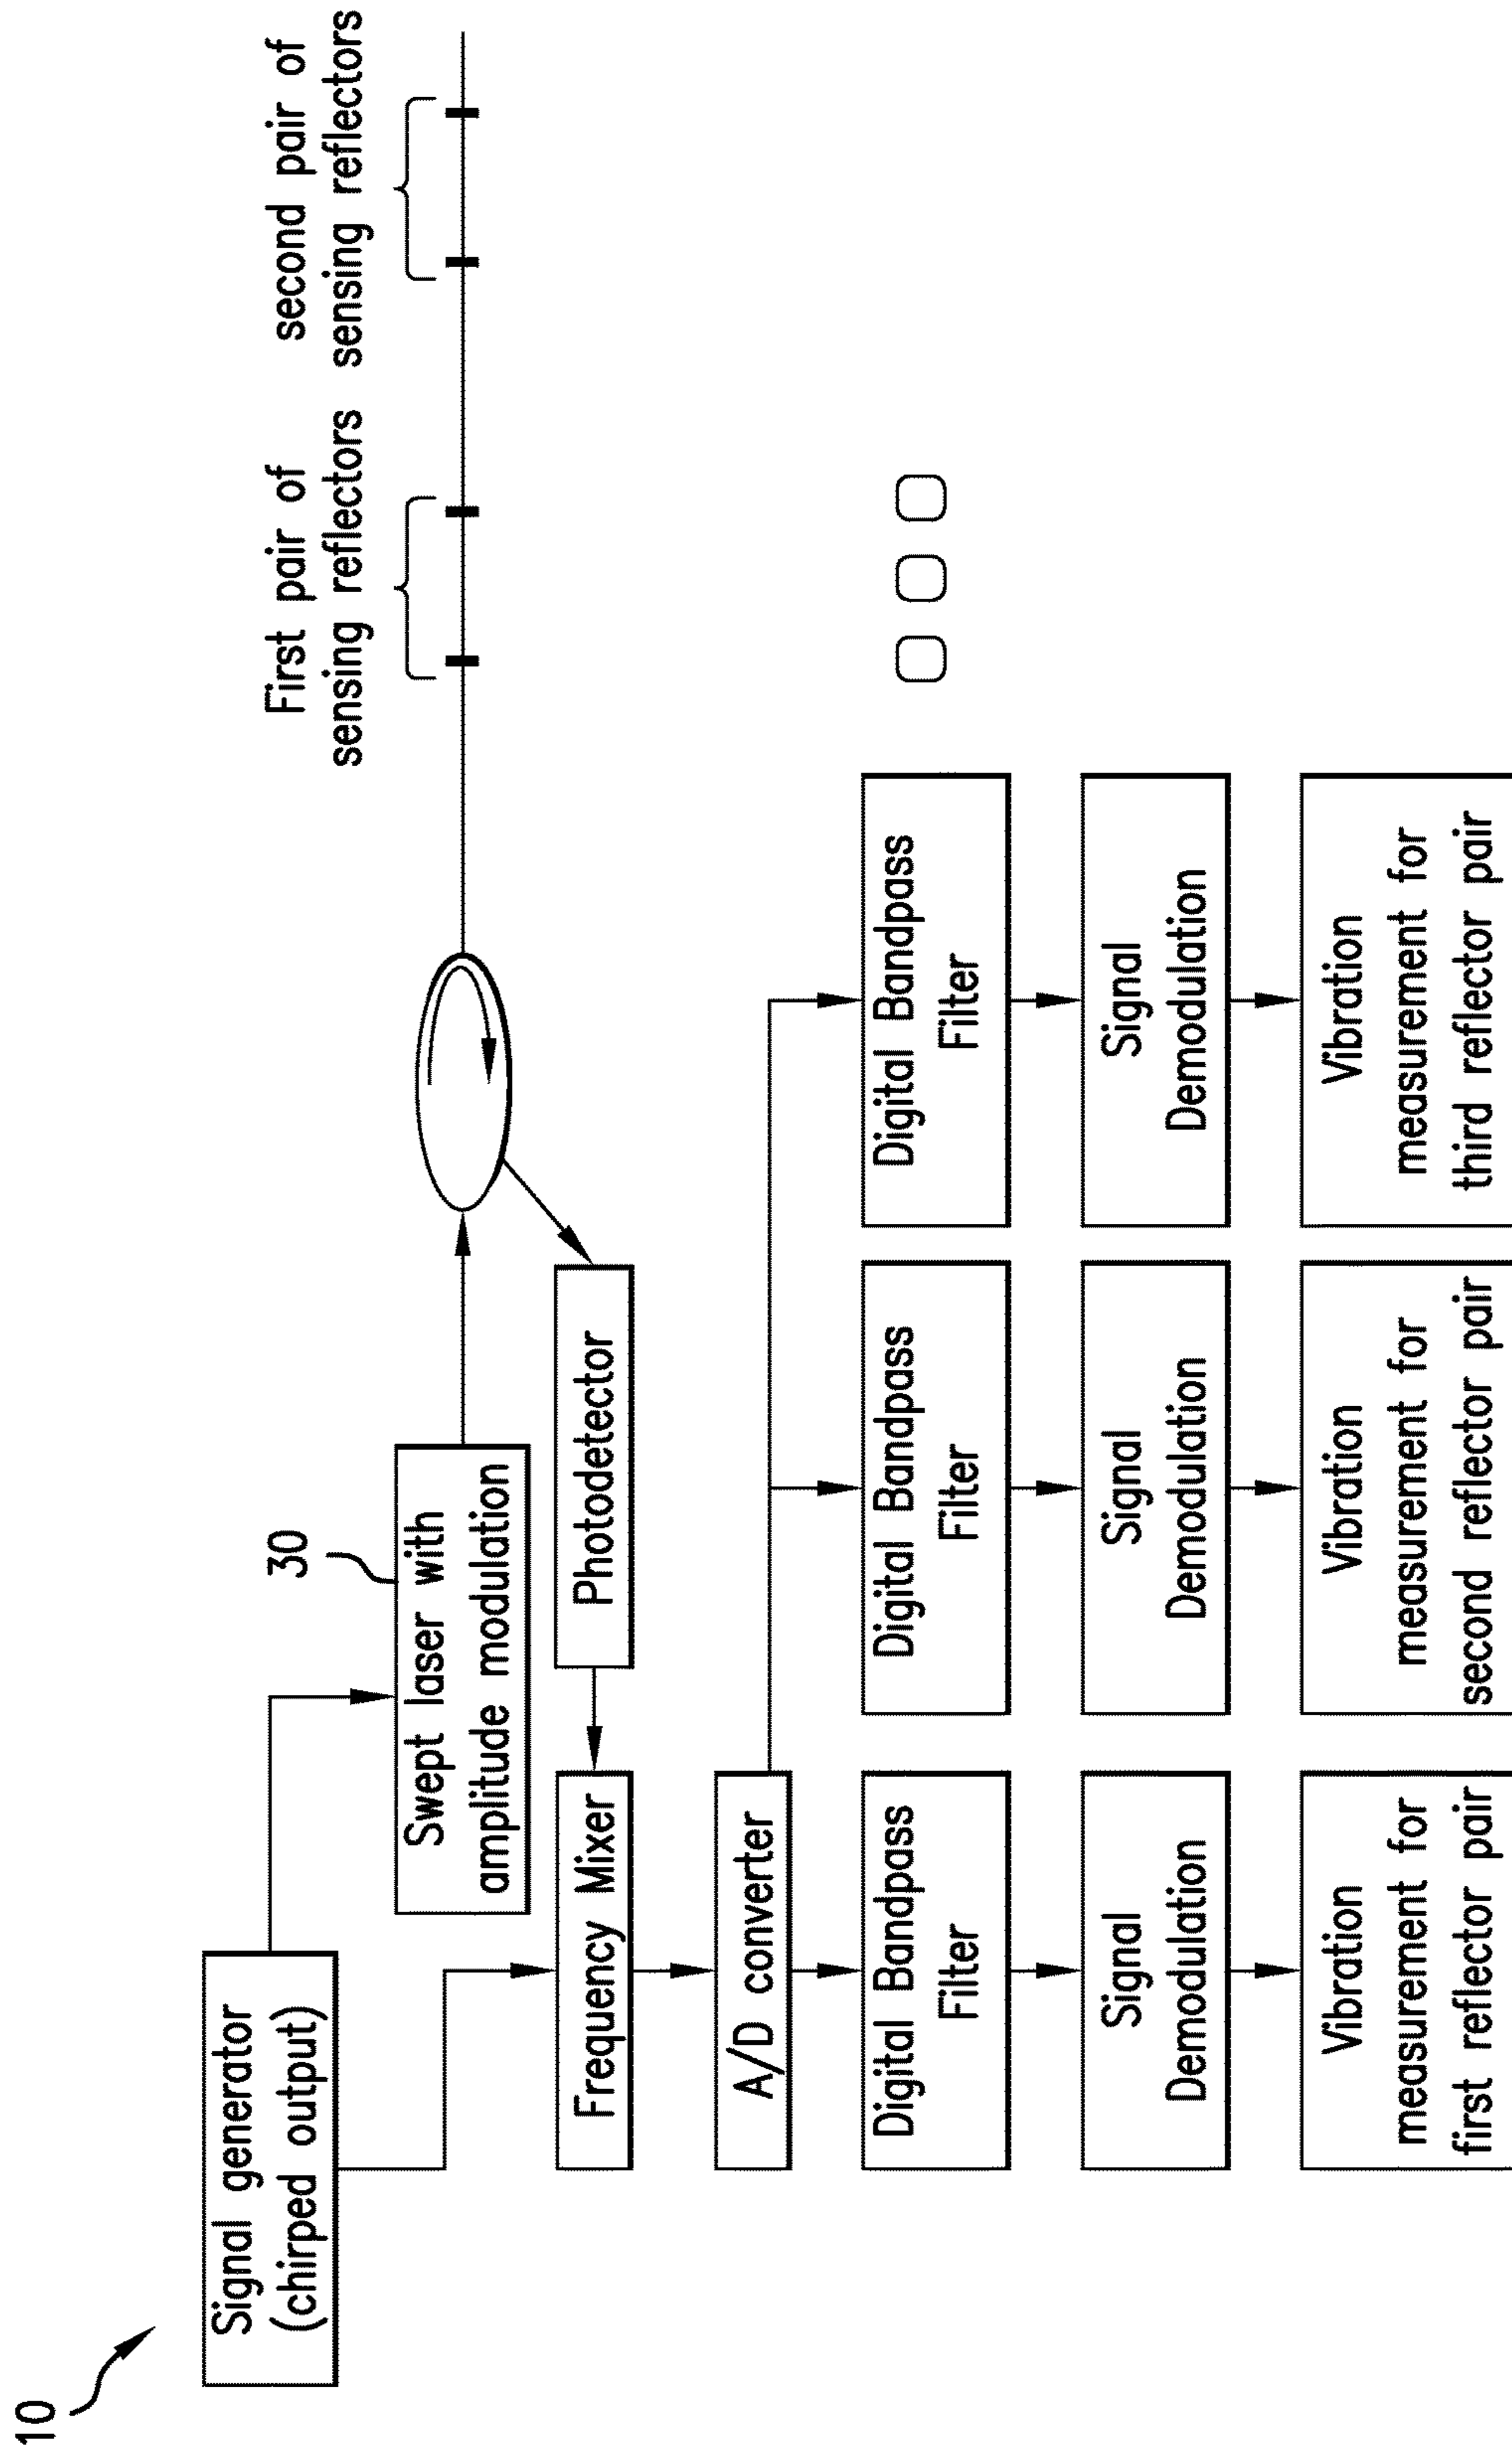 10
Signal generator
(chirped output)
30
Swept laser with
amplitude modulation
First pair of
sensing reflectors
second pair of
sensing reflectors
Photodetector
Frequency Mixer
A/D converter
Digital Bandpass
Filter
Digital Bandpass
Filter
Digital Bandpass
Filter
Signal
Demodulation
Signal
Demodulation
Signal
Demodulation
Vibration
measurement for
first reflector pair
Vibration
measurement for
second reflector pair
Vibration
measurement for
third reflector pair